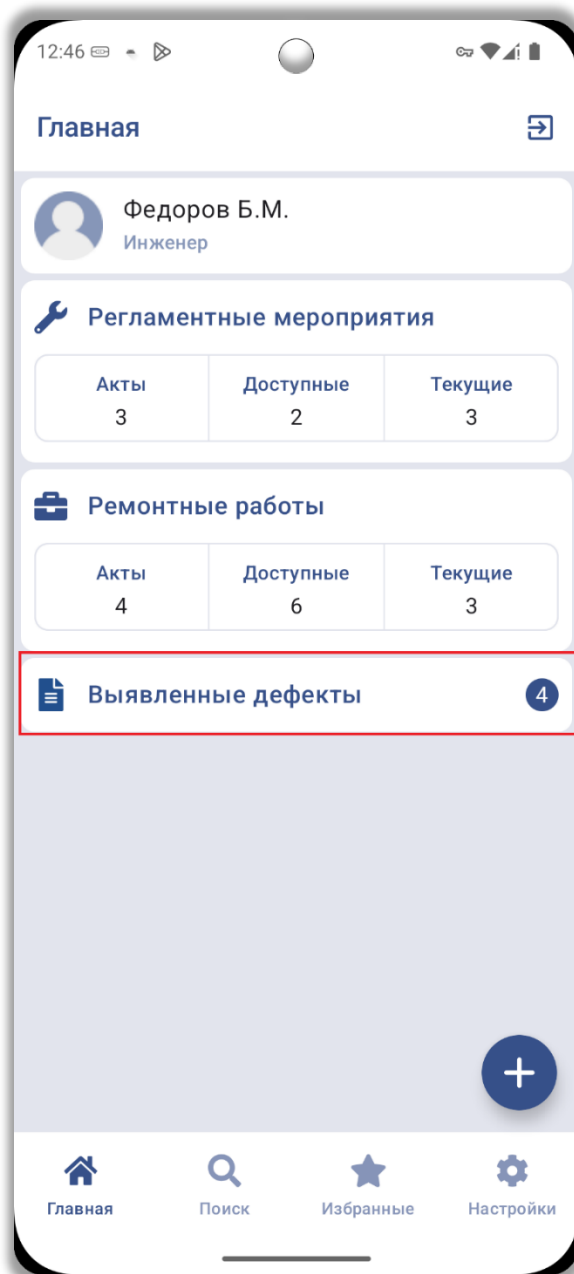 12:46
Главная
Федоров Б.М.
Инженер
Регламентные мероприятия
Акты Доступные Текущие
3 2 3
Ремонтные работы
Акты Доступные Текущие
4 6 3
Выявленные дефекты 4
Главная Поиск Избранные Настройки